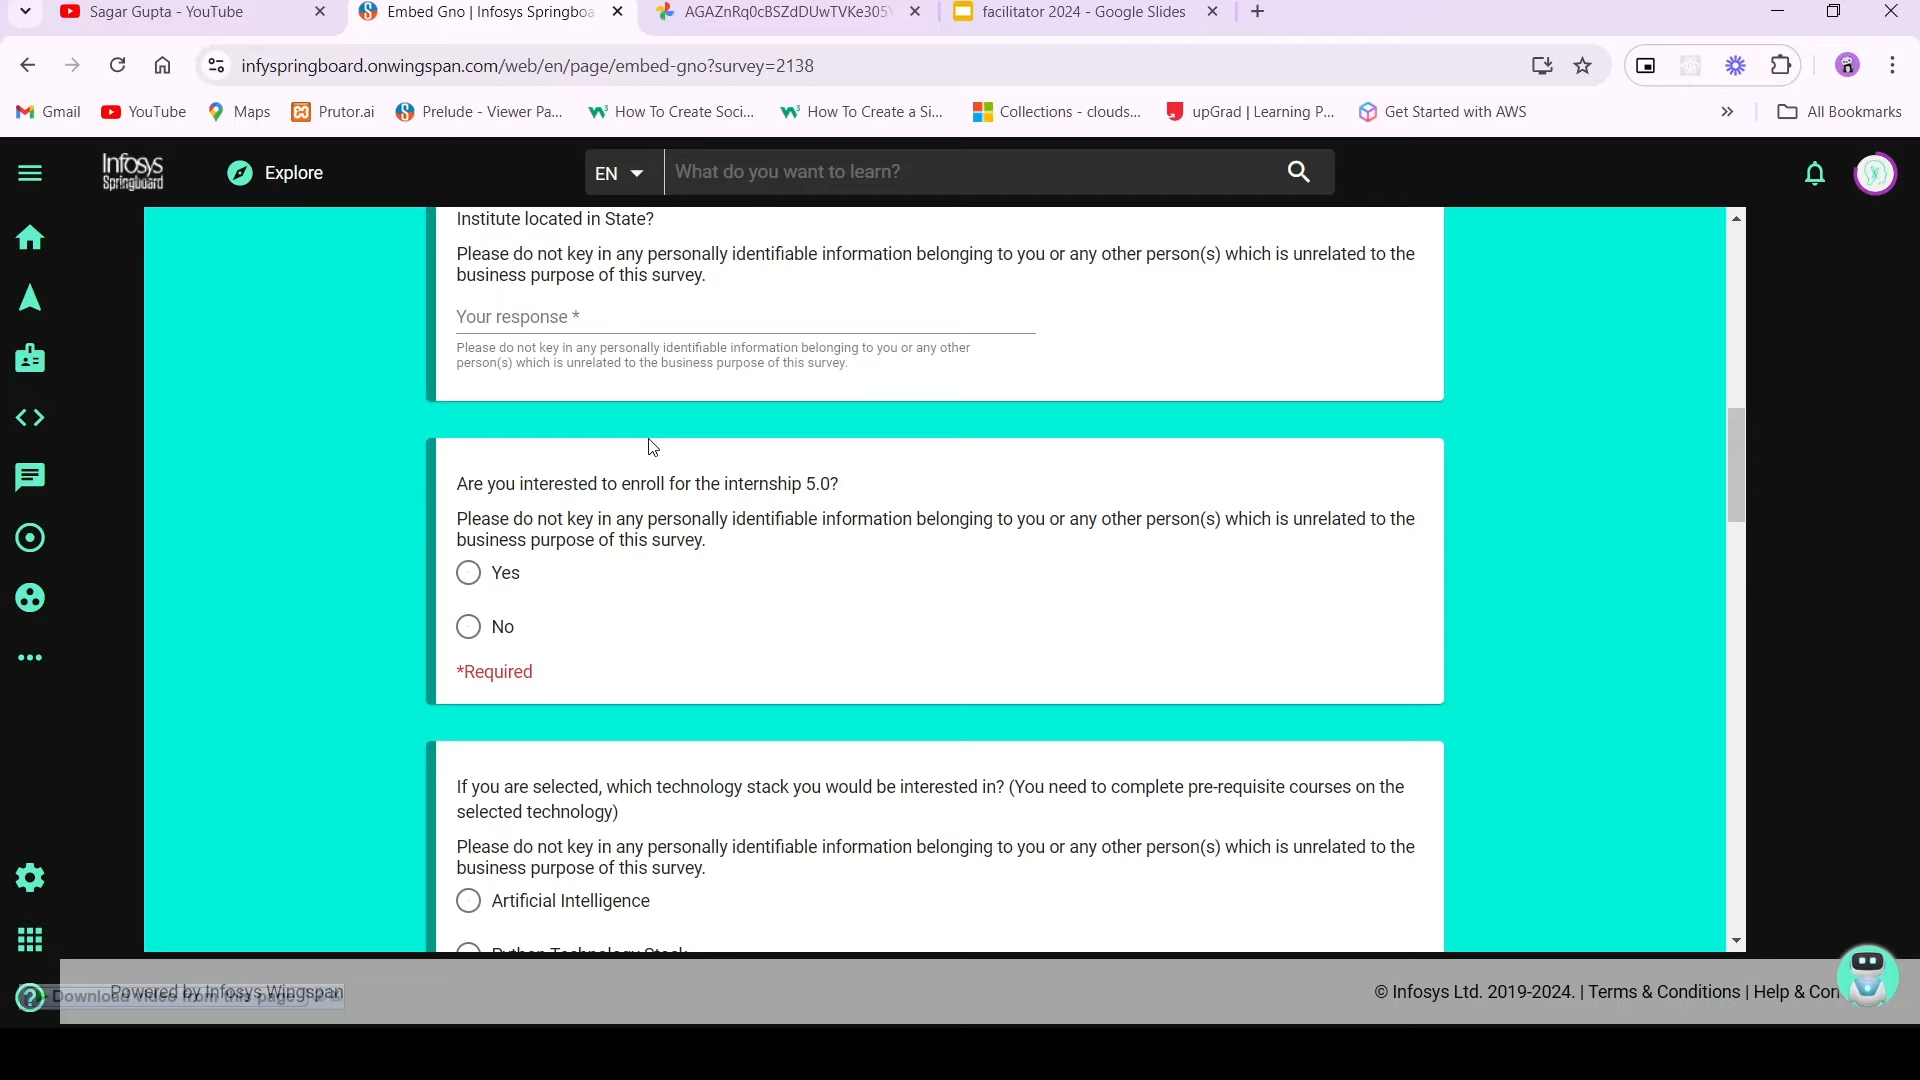 Sagar Gupta - YouTube
Embed Gno | Infosys Springboa
AGAZnRq0cBSZdDUwTVKe305Y
facilitator 2024 - Google Slides
infyspringboard.onwingspan.com/web/en/page/embed-gno?survey=2138
Gmail
YouTube
Maps
Prutor.ai
Prelude - Viewer Pa...
How To Create Soci...
How To Create a Si...
Collections - clouds...
upGrad | Learning P...
Get Started with AWS
All Bookmarks
Infosys
Springboard
Explore
EN
What do you want to learn?
Institute located in State?
Please do not key in any personally identifiable information belonging to you or any other person(s) which is unrelated to the
business purpose of this survey.
Your response *
Please do not key in any personally identifiable information belonging to you or any other
person(s) which is unrelated to the business purpose of this survey.
Are you interested to enroll for the internship 5.0?
Please do not key in any personally identifiable information belonging to you or any other person(s) which is unrelated to the
business purpose of this survey.
Yes
No
*Required
If you are selected, which technology stack you would be interested in? (You need to complete pre-requisite courses on the
selected technology)
Please do not key in any personally identifiable information belonging to you or any other person(s) which is unrelated to the
business purpose of this survey.
Artificial Intelligence
Python Technology Stack
Powered by Infosys Wingspan
Download video from this page
© Infosys Ltd. 2019-2024. | Terms & Conditions | Help & Con